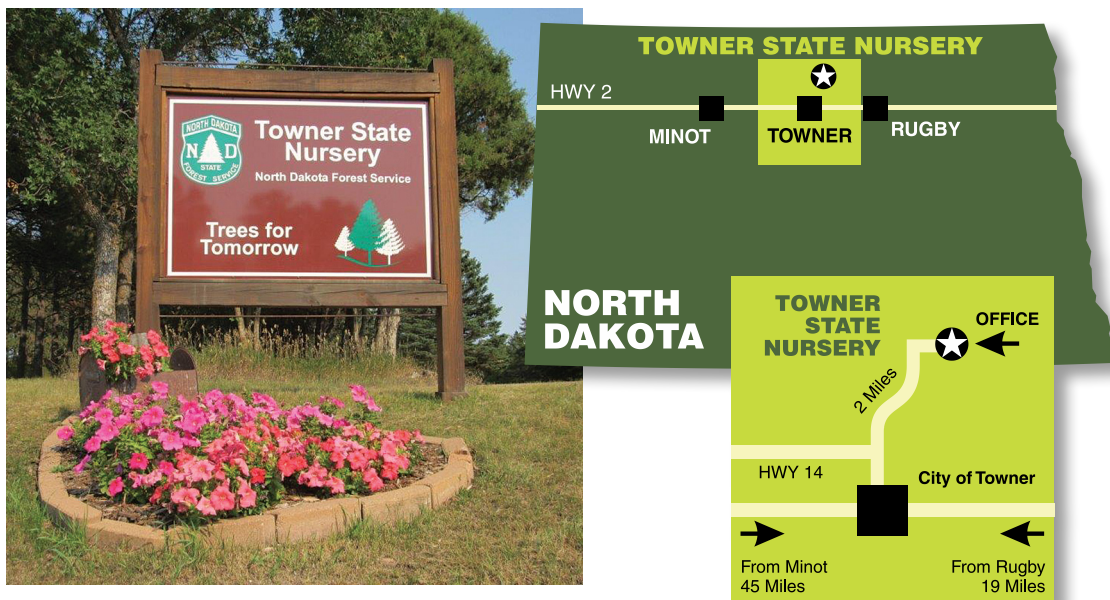 NORTH DAKOTA
N D
STATE
FOREST SERVICE
Towner State
Nursery
North Dakota Forest Service
Trees for
Tomorrow
TOWNER STATE NURSERY
HWY 2
MINOT
TOWNER
RUGBY
NORTH
DAKOTA
TOWNER
STATE
NURSERY
OFFICE
2 Miles
HWY 14
City of Towner
From Minot
45 Miles
From Rugby
19 Miles